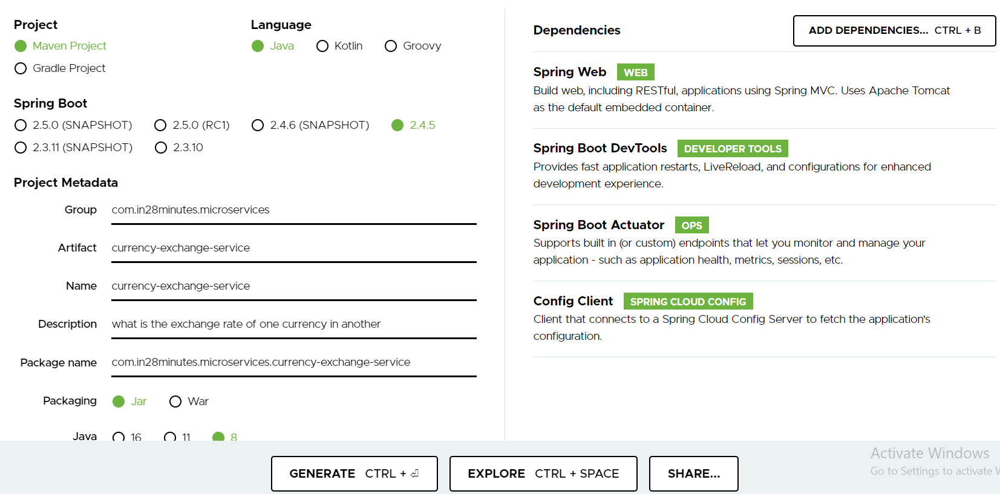 Project
Maven Project
Gradle Project
Language
Java Kotlin Groovy
Spring Boot
2.5.0 (SNAPSHOT) 2.5.0 (RC1) 2.4.6 (SNAPSHOT) 2.4.5
2.3.11 (SNAPSHOT) 2.3.10
Project Metadata
Group com.in28minutes.microservices
Artifact currency-exchange-service
Name currency-exchange-service
Description what is the exchange rate of one currency in another
Package name com.in28minutes.microservices.currency-exchange-service
Packaging Jar War
Java 16 11 8
Dependencies
ADD DEPENDENCIES... CTRL + B
Spring Web WEB
Build web, including RESTful, applications using Spring MVC. Uses Apache Tomcat
as the default embedded container.
Spring Boot DevTools DEVELOPER TOOLS
Provides fast application restarts, LiveReload, and configurations for enhanced
development experience.
Spring Boot Actuator OPS
Supports built in (or custom) endpoints that let you monitor and manage your
application - such as application health, metrics, sessions, etc.
Config Client SPRING CLOUD CONFIG
Client that connects to a Spring Cloud Config Server to fetch the application's
configuration.
GENERATE CTRL + ⏎
EXPLORE CTRL + SPACE
SHARE...
Activate Windows
Go to Settings to activate W